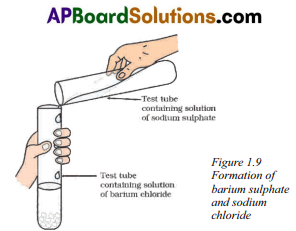 APBoardSolutions.com
Test tube
containing solution
of sodium sulphate
Test tube
containing solution
of barium chloride
Figure 1.9
Formation of
barium sulphate
and sodium
chloride